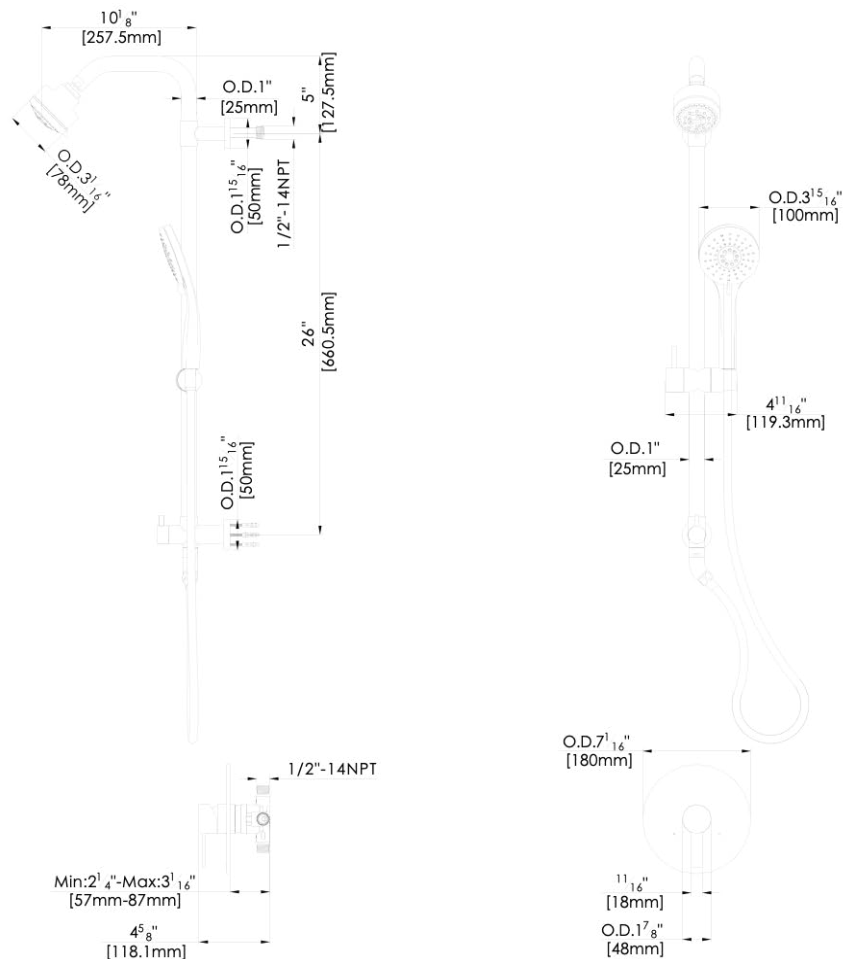 10 1/8"
[257.5mm]
O.D.1"
[25mm]
5"
[127.5mm]
O.D.3 1/16"
[78mm]
O.D.1 15/16"
[50mm]
1/2"-14NPT
O.D.3 15/16"
[100mm]
26"
[660.5mm]
4 11/16"
[119.3mm]
O.D.1"
[25mm]
O.D.1 15/16"
[50mm]
O.D.7 1/16"
[180mm]
1/2"-14NPT
Min:2 1/4"-Max:3 1/16"
[57mm-87mm]
11/16"
[18mm]
4 5/8"
[118.1mm]
O.D.1 7/8"
[48mm]